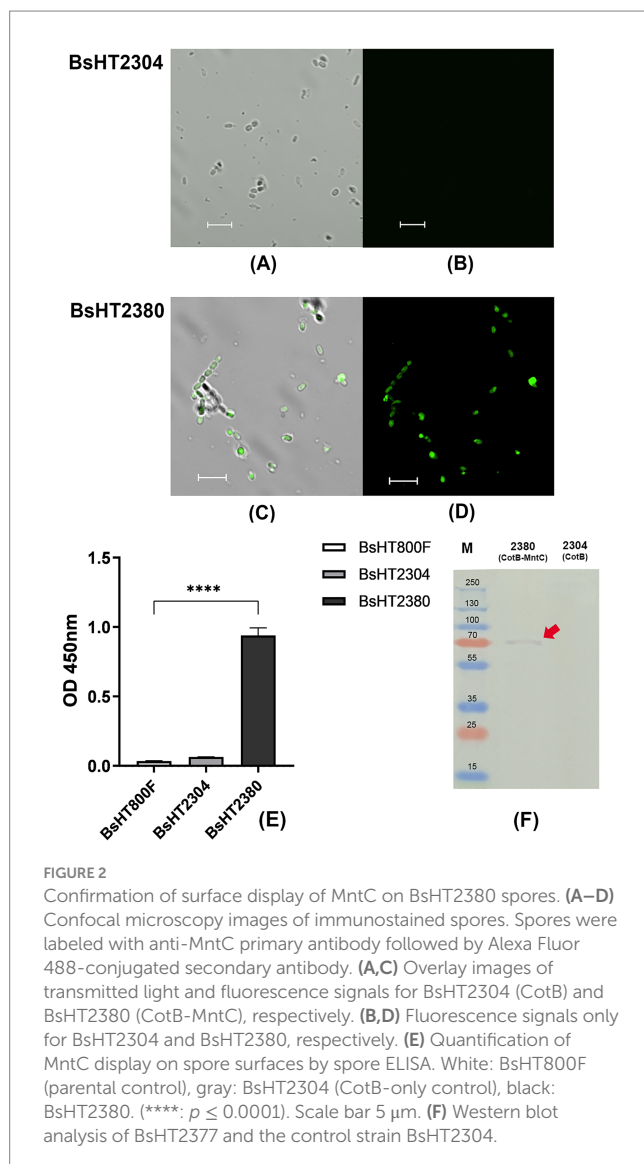 BsHT2304
(A)
(B)
BsHT2380
(C)
(D)
1.5
1.0
0.5
0.0
OD 450nm
****
BsHT800F
BsHT2304
BsHT2380
BsHT800F
BsHT2304
BsHT2380
(E)
M
2380
(CotB-MntC)
2304
(CotB)
250
130
100
70
55
35
25
15
(F)
FIGURE 2
Confirmation of surface display of MntC on BsHT2380 spores. (A–D)
Confocal microscopy images of immunostained spores. Spores were
labeled with anti-MntC primary antibody followed by Alexa Fluor
488-conjugated secondary antibody. (A,C) Overlay images of
transmitted light and fluorescence signals for BsHT2304 (CotB) and
BsHT2380 (CotB-MntC), respectively. (B,D) Fluorescence signals only
for BsHT2304 and BsHT2380, respectively. (E) Quantification of
MntC display on spore surfaces by spore ELISA. White: BsHT800F
(parental control), gray: BsHT2304 (CotB-only control), black:
BsHT2380. (****: p ≤ 0.0001). Scale bar 5 μm. (F) Western blot
analysis of BsHT2377 and the control strain BsHT2304.